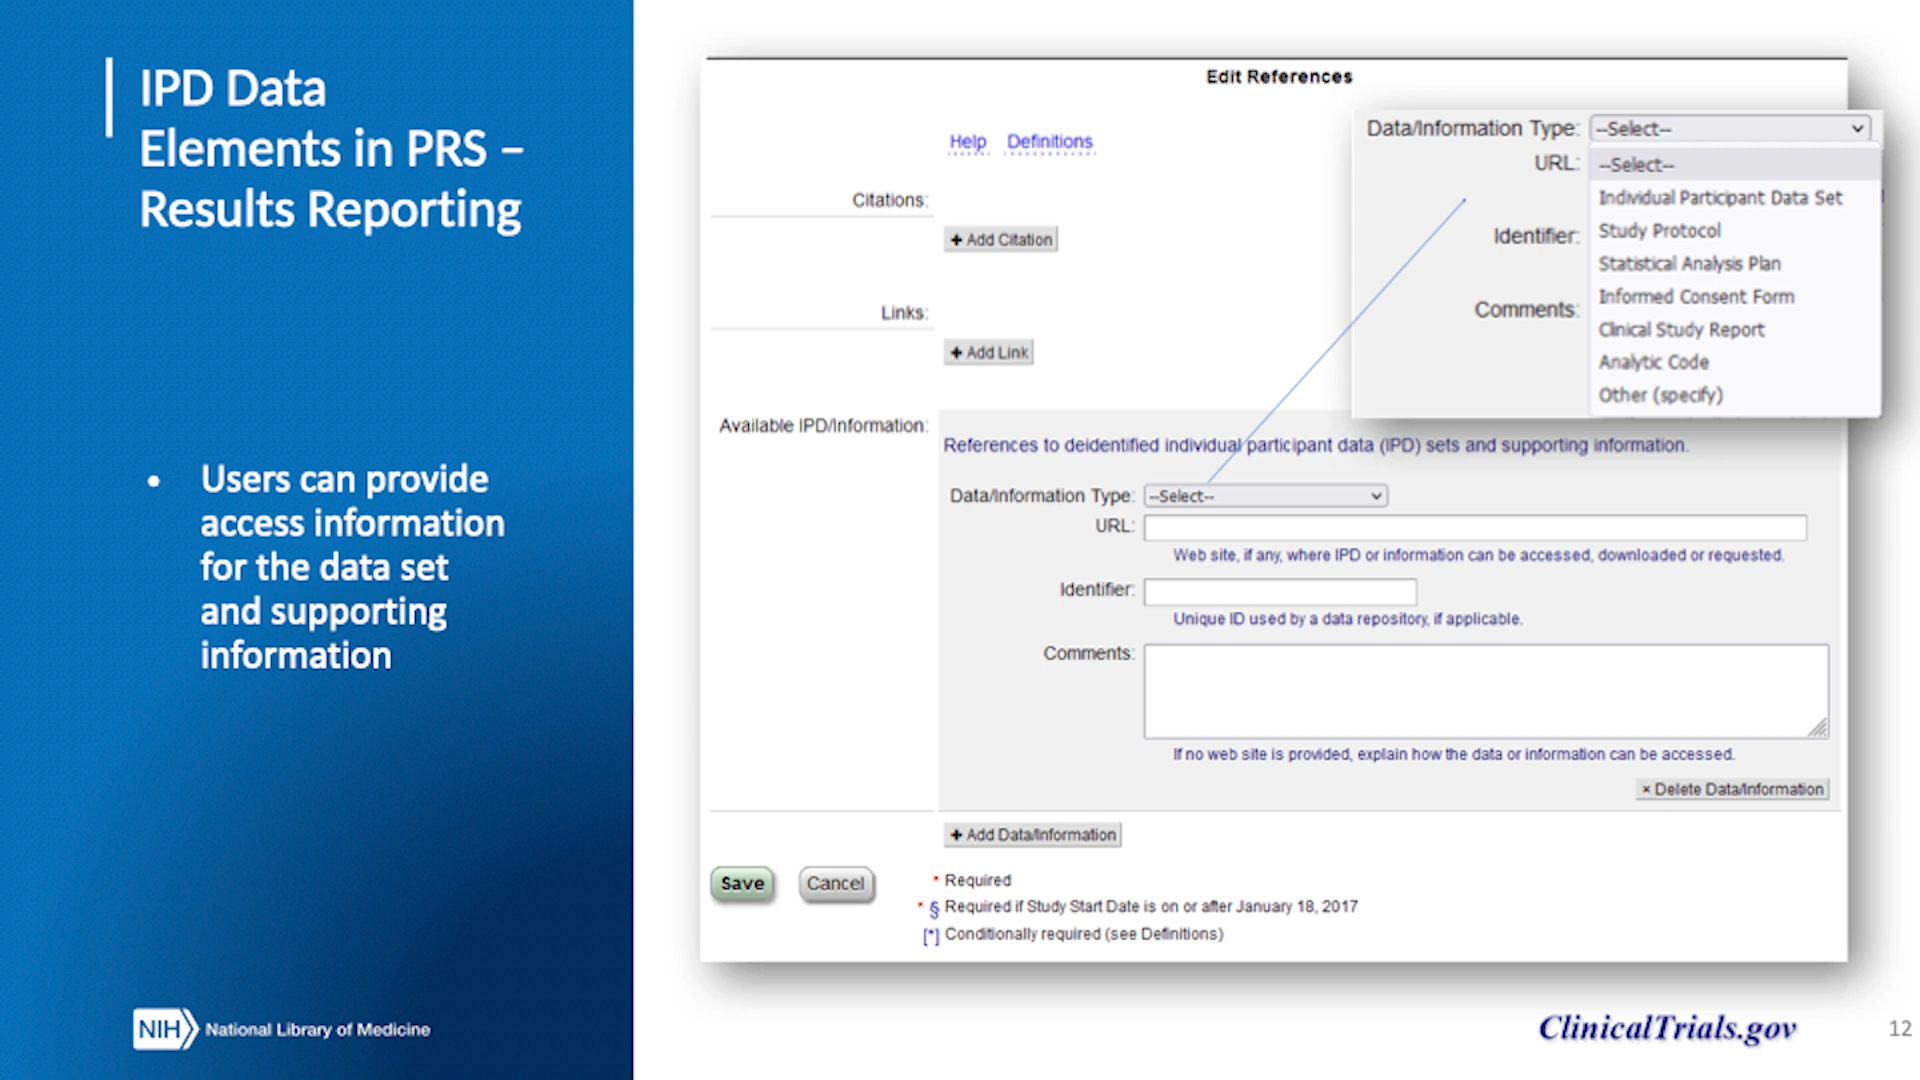 IPD Data
Elements in PRS –
Results Reporting
• Users can provide
access information
for the data set
and supporting
information
NIH National Library of Medicine
Edit References
Help Definitions
Citations:
+ Add Citation
Links:
+ Add Link
Available IPD/Information:
References to deidentified individual participant data (IPD) sets and supporting information.
Data/Information Type: --Select--
URL:
Web site, if any, where IPD or information can be accessed, downloaded or requested.
Identifier:
Unique ID used by a data repository, if applicable.
Comments:
If no web site is provided, explain how the data or information can be accessed.
× Delete Data/Information
+ Add Data/Information
Save Cancel
* Required
* § Required if Study Start Date is on or after January 18, 2017
[*] Conditionally required (see Definitions)
Data/Information Type: --Select--
URL:
Identifier:
Comments:
--Select--
Individual Participant Data Set
Study Protocol
Statistical Analysis Plan
Informed Consent Form
Clinical Study Report
Analytic Code
Other (specify)
ClinicalTrials.gov
12